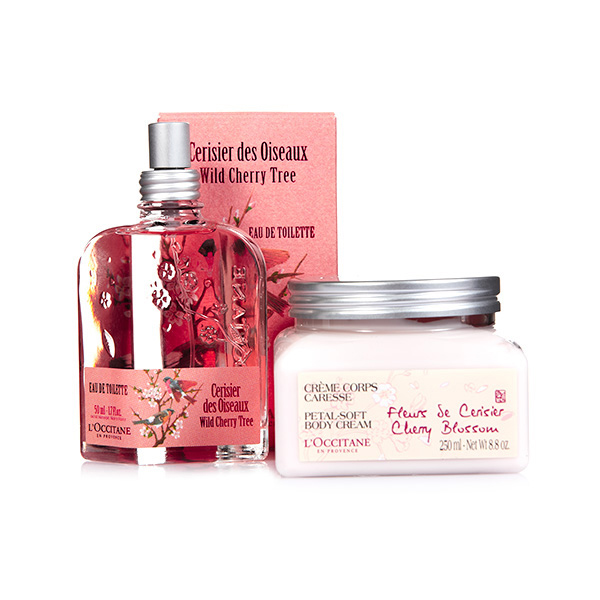 Cerisier des Oiseaux
Wild Cherry Tree
EAU DE TOILETTE
EAU DE TOILETTE
50 ml - 1.7 Fl.oz.
L'OCCITANE
EN PROVENCE
Cerisier
des Oiseaux
Wild Cherry Tree
CRÈME CORPS
CARESSE
PETAL-SOFT
BODY CREAM
L'OCCITANE
EN PROVENCE
Fleurs de Cerisier
Cherry Blossom
250 ml - Net Wt 8.8 oz.